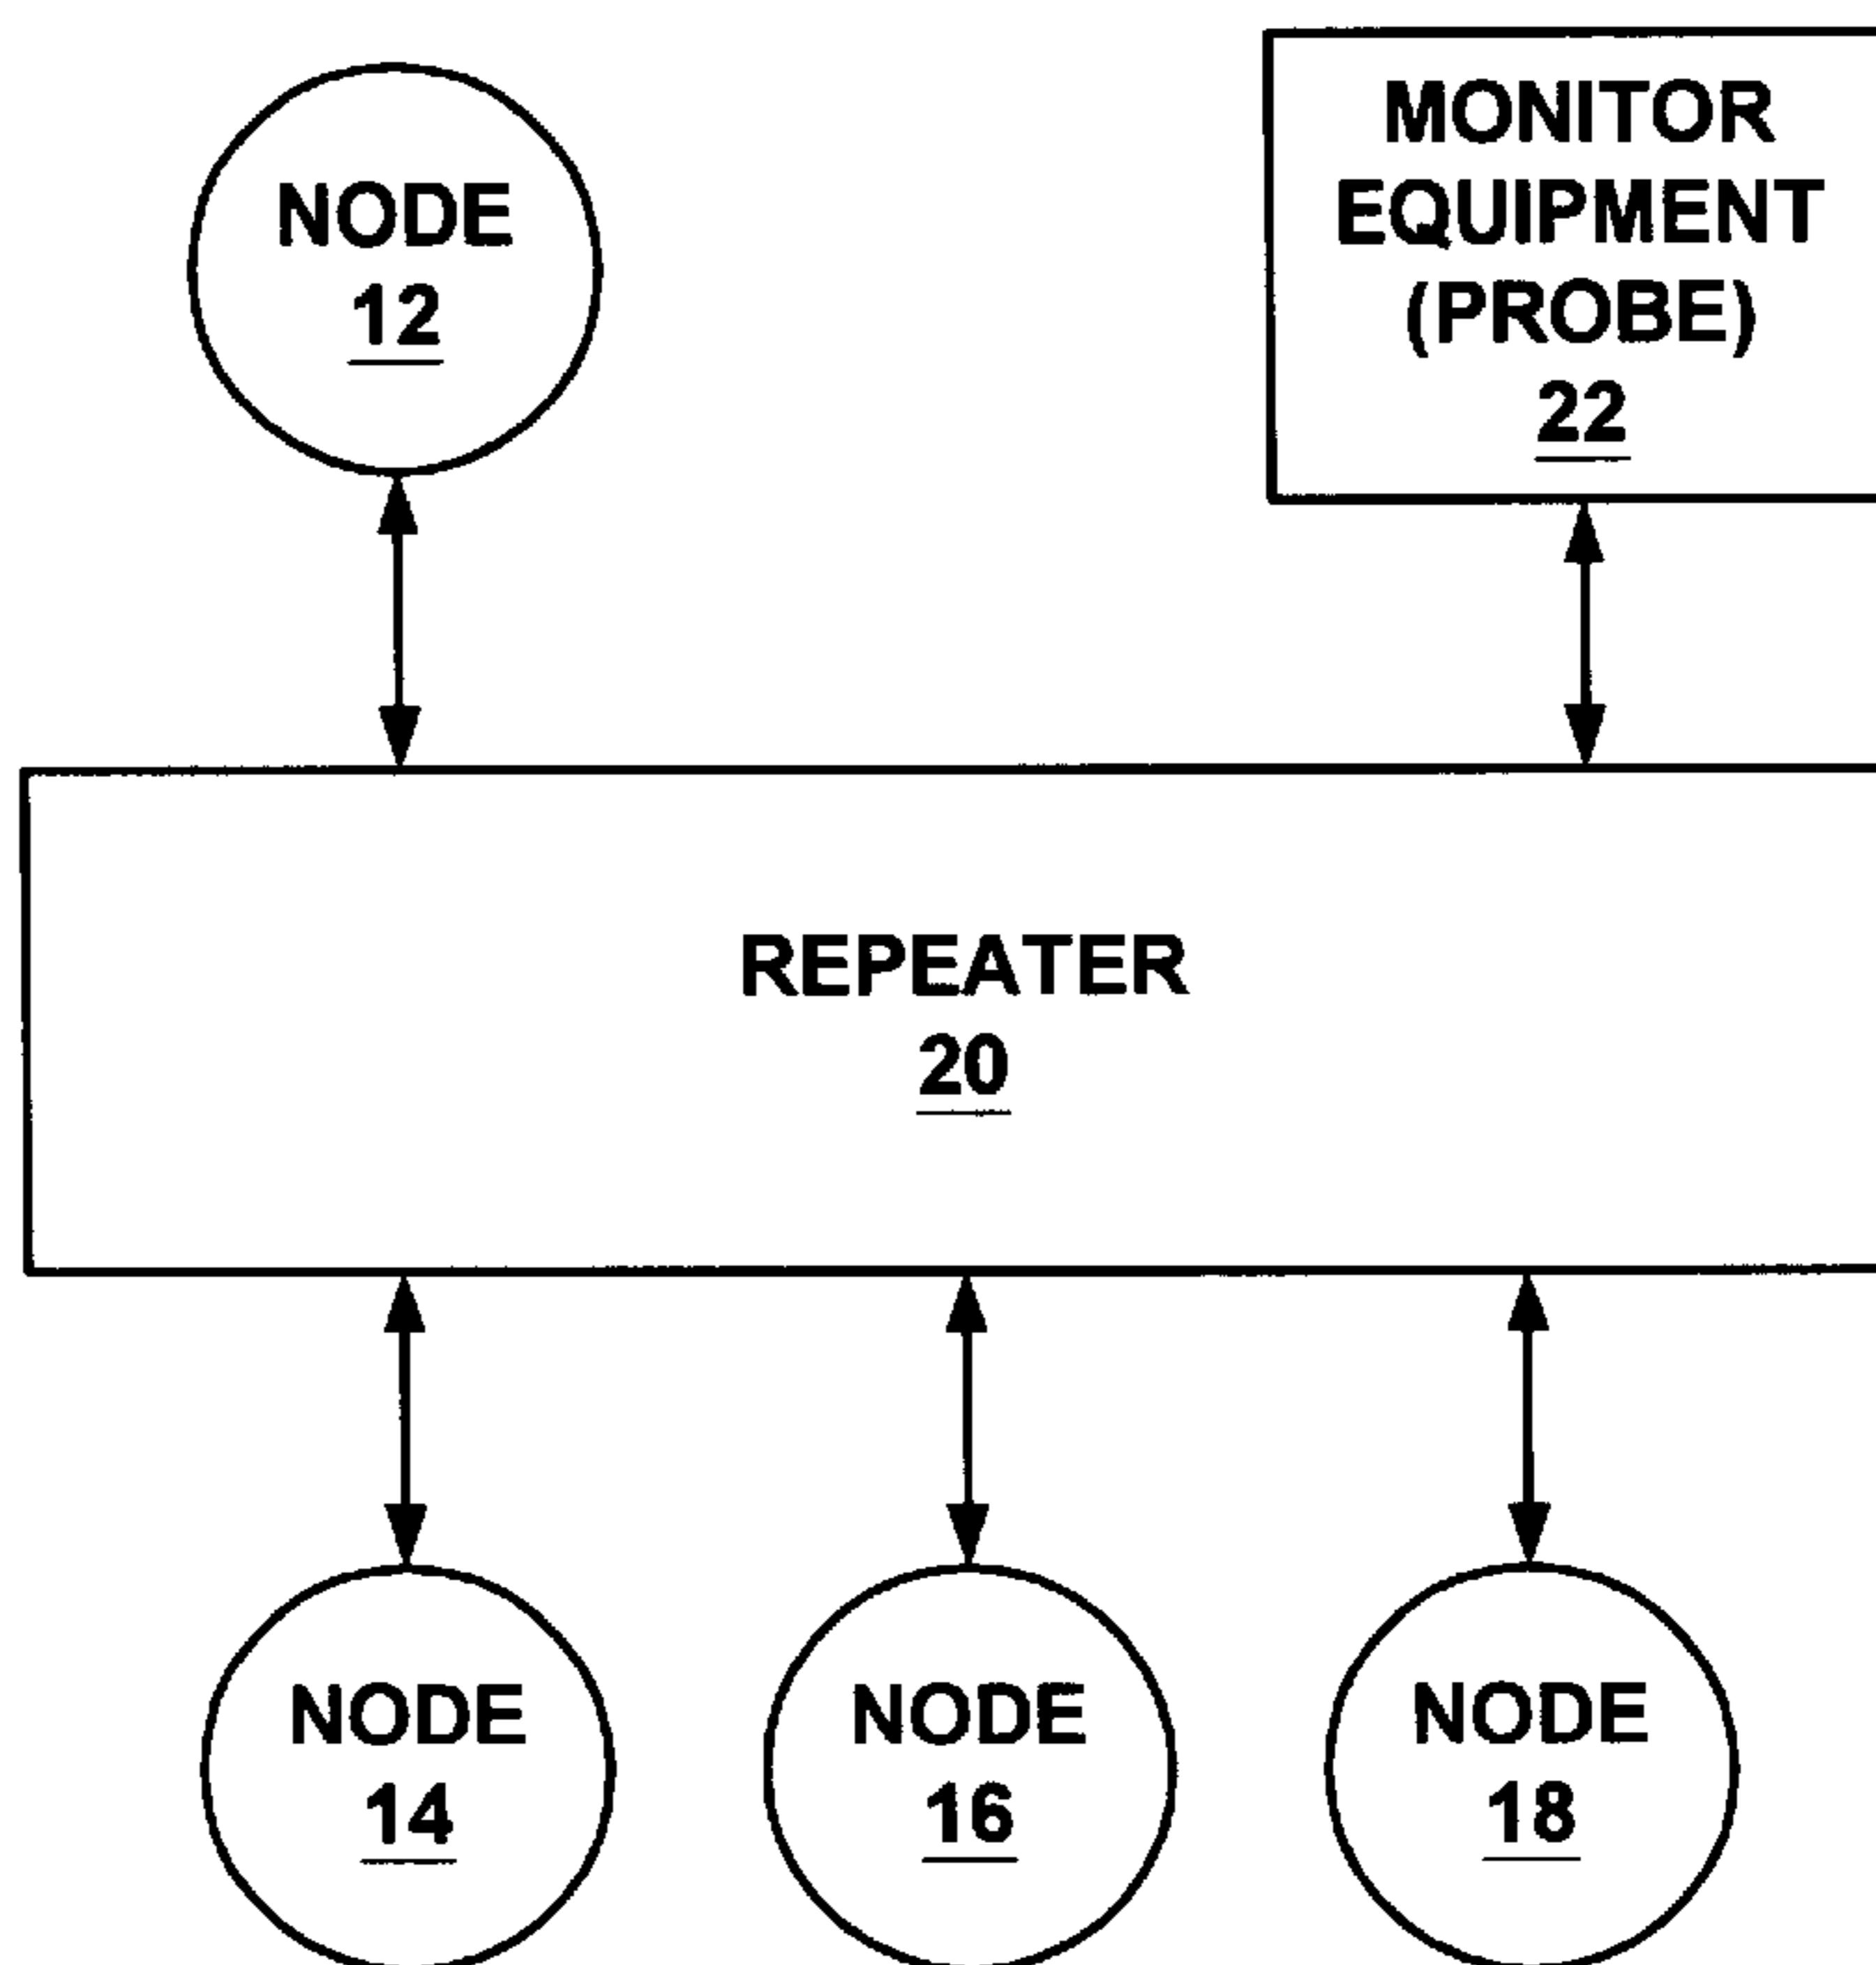 NODE
12
MONITOR
EQUIPMENT
(PROBE)
22
REPEATER
20
NODE
14
NODE
16
NODE
18